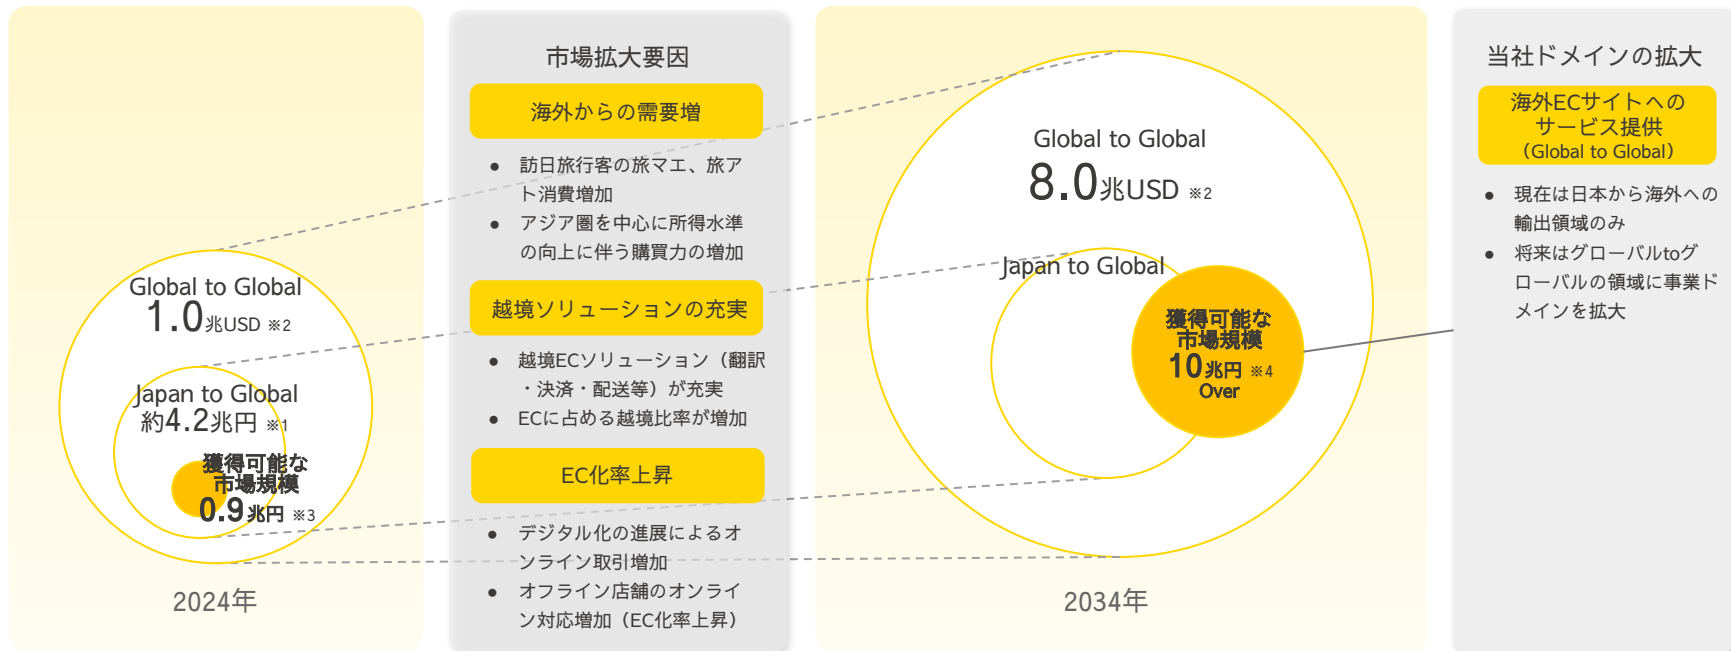 Global to Global
1.0兆USD ※2
Japan to Global
約4.2兆円 ※1
獲得可能な
市場規模
0.9兆円 ※3
2024年
市場拡大要因
海外からの需要増
● 訪日旅行客の旅マエ、旅ア
ト消費増加
● アジア圏を中心に所得水準
の向上に伴う購買力の増加
越境ソリューションの充実
● 越境ECソリューション（翻訳
・決済・配送等）が充実
● ECに占める越境比率が増加
EC化率上昇
● デジタル化の進展によるオ
ンライン取引増加
● オフライン店舗のオンライ
ン対応増加（EC化率上昇）
Global to Global
8.0兆USD ※2
Japan to Global
獲得可能な
市場規模
10兆円 ※4
Over
2034年
当社ドメインの拡大
海外ECサイトへの
サービス提供
（Global to Global）
● 現在は日本から海外への
輸出領域のみ
● 将来はグローバルtoグ
ローバルの領域に事業ド
メインを拡大